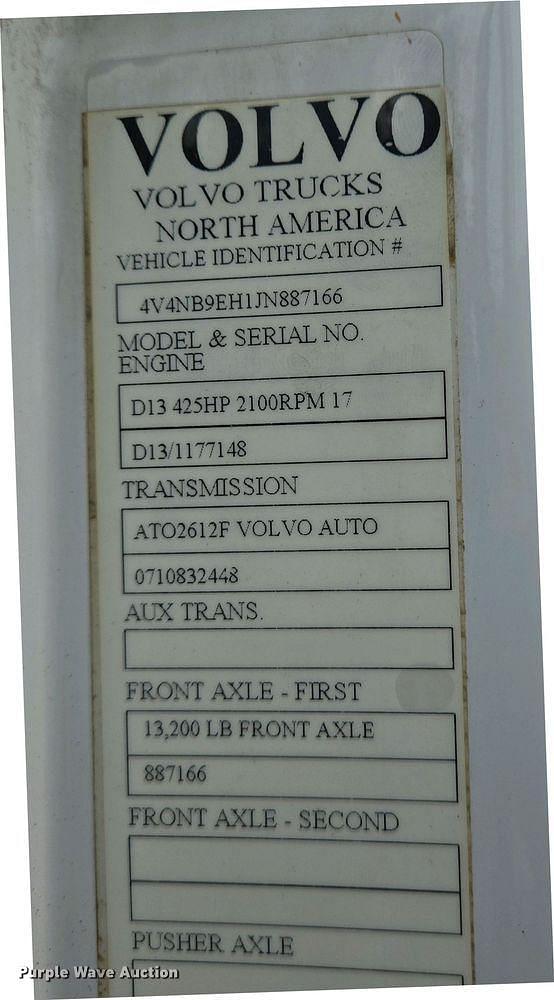 VOLVO
VOLVO TRUCKS
NORTH AMERICA
VEHICLE IDENTIFICATION #
4V4NB9EH1JN887166
MODEL & SERIAL NO.
ENGINE
D13 425HP 2100RPM 17
D13/1177148
TRANSMISSION
ATO2612F VOLVO AUTO
0710832448
AUX TRANS.
FRONT AXLE - FIRST
13,200 LB FRONT AXLE
887166
FRONT AXLE - SECOND
PUSHER AXLE
Purple Wave Auction